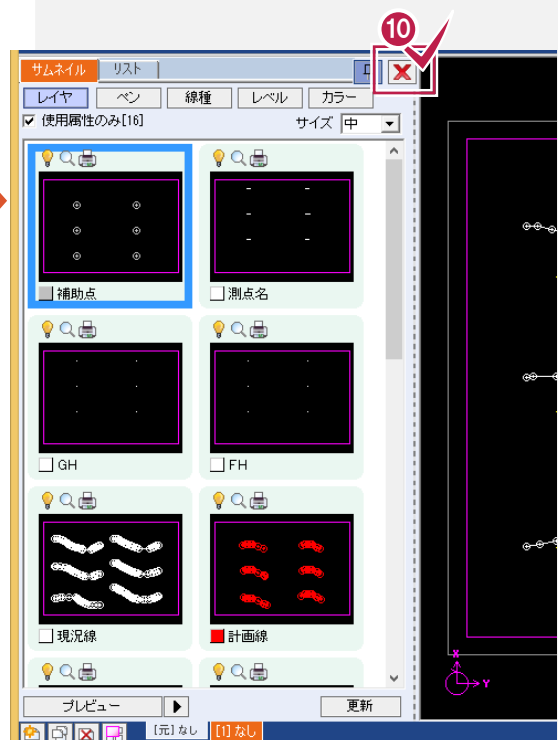 10
サムネイル リスト
レイヤ ペン 線種 レベル カラー
使用属性のみ[16] サイズ 中
補助点 測点名
GH FH
現況線 計画線
プレビュー 更新
X
Y
[元]なし [1]なし